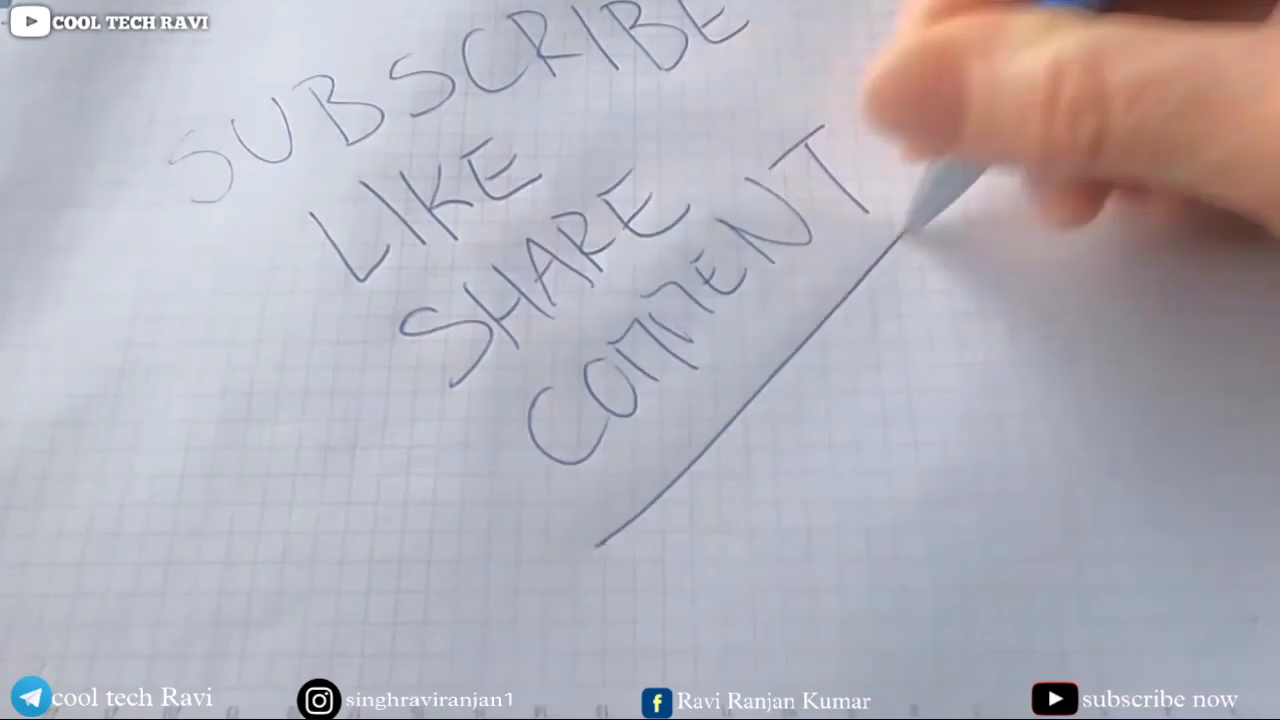 COOL TECH RAVI
SUBSCRIBE
LIKE
SHARE
COMMENT
cool tech Ravi
singhraviranjan1
Ravi Ranjan Kumar
subscribe now